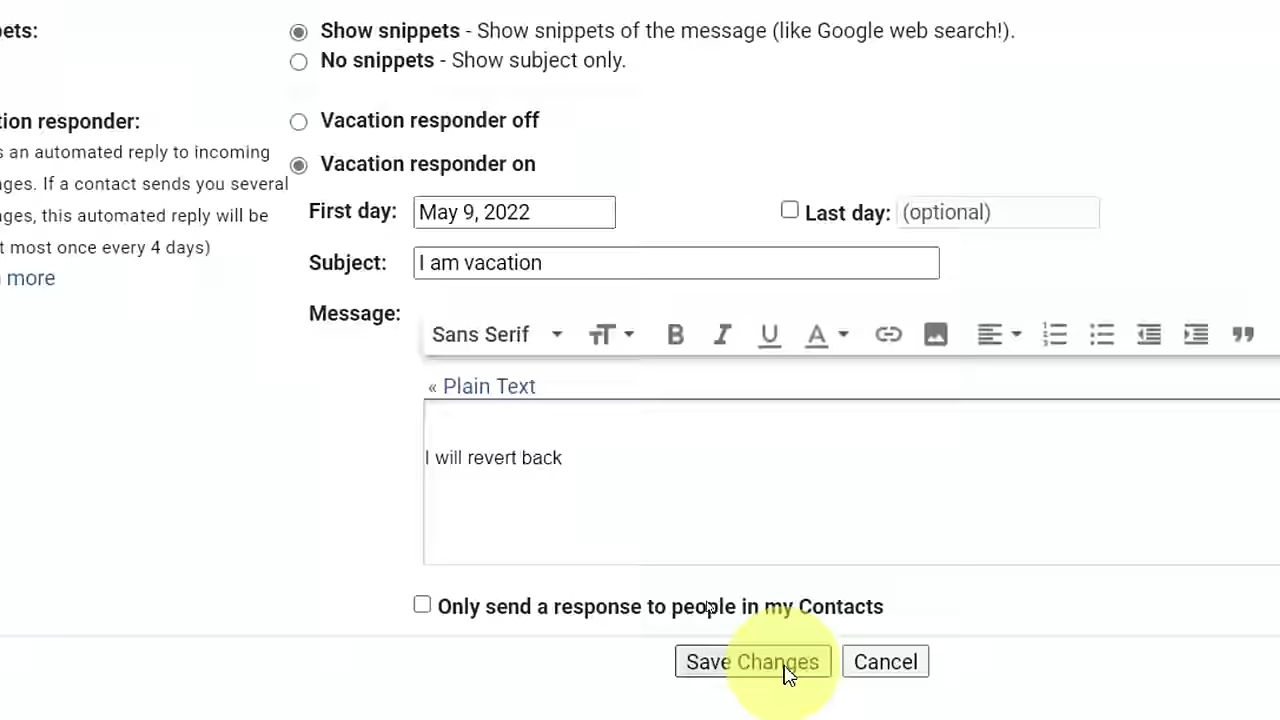 ets:
Show snippets - Show snippets of the message (like Google web search!).
No snippets - Show subject only.
tion responder:
Vacation responder off
s an automated reply to incoming
Vacation responder on
ges. If a contact sends you several
First day: May 9, 2022 Last day: (optional)
ges, this automated reply will be
t most once every 4 days)
Subject: I am vacation
more
Message:
Sans Serif
« Plain Text
I will revert back
Only send a response to people in my Contacts
Save Changes Cancel